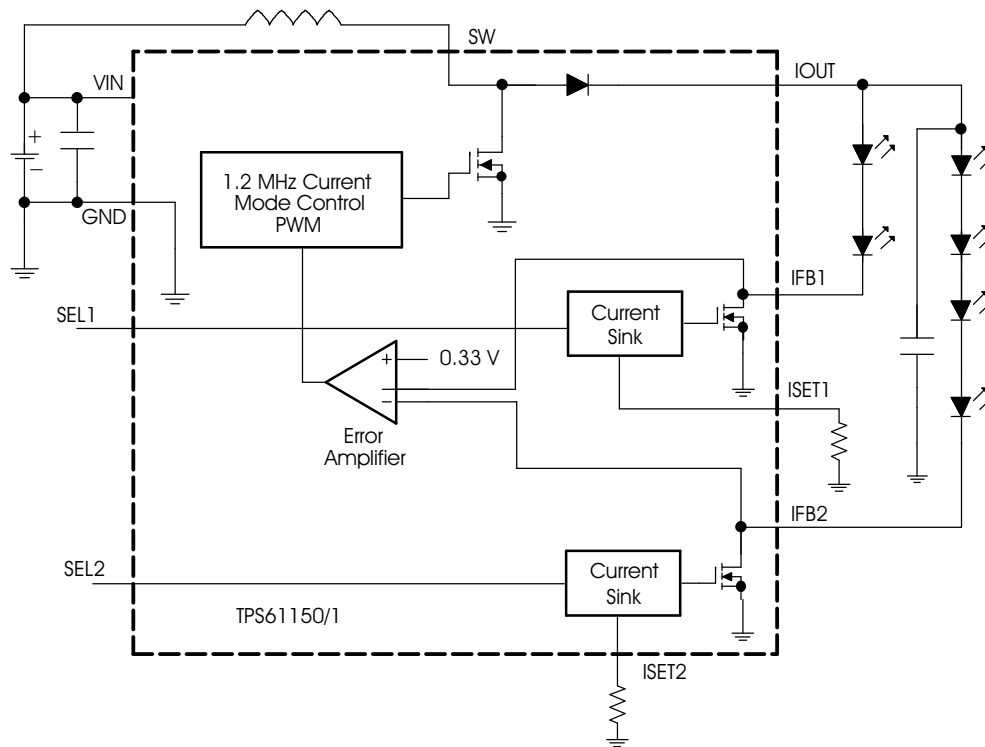 SW
VIN
IOUT
+
−
1.2 MHz Current
Mode Control
PWM
GND
IFB1
SEL1
Current
Sink
+
0.33 V
−
ISET1
Error
Amplifier
IFB2
SEL2
Current
Sink
TPS61150/1
ISET2